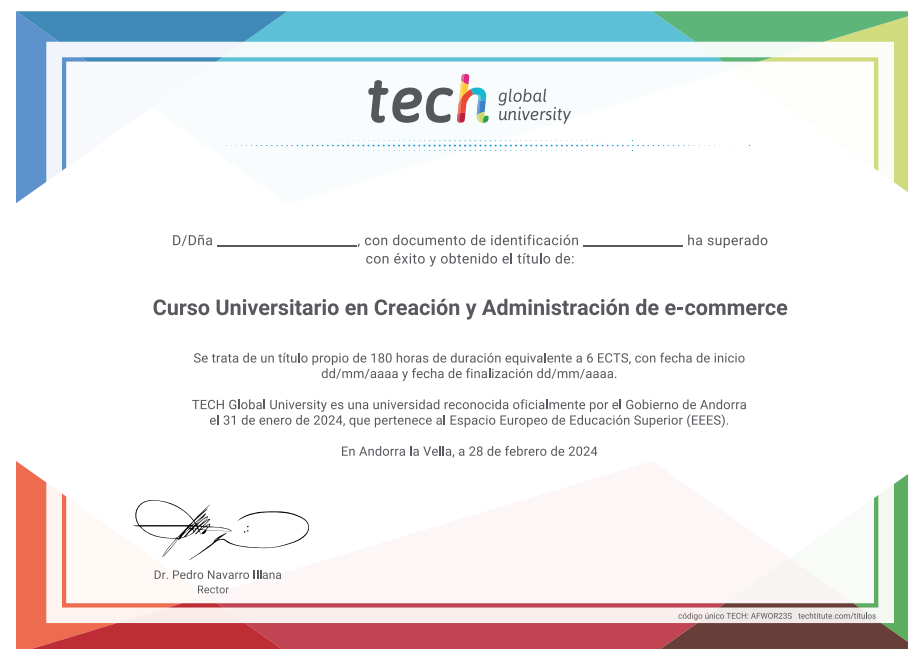 tech global university
D/Dña ____________________, con documento de identificación ______________ ha superado
con éxito y obtenido el título de:
Curso Universitario en Creación y Administración de e-commerce
Se trata de un título propio de 180 horas de duración equivalente a 6 ECTS, con fecha de inicio
dd/mm/aaaa y fecha de finalización dd/mm/aaaa.
TECH Global University es una universidad reconocida oficialmente por el Gobierno de Andorra
el 31 de enero de 2024, que pertenece al Espacio Europeo de Educación Superior (EEES).
En Andorra la Vella, a 28 de febrero de 2024
Dr. Pedro Navarro Illana
Rector
código único TECH: AFWOR23S techtitute.com/titulos